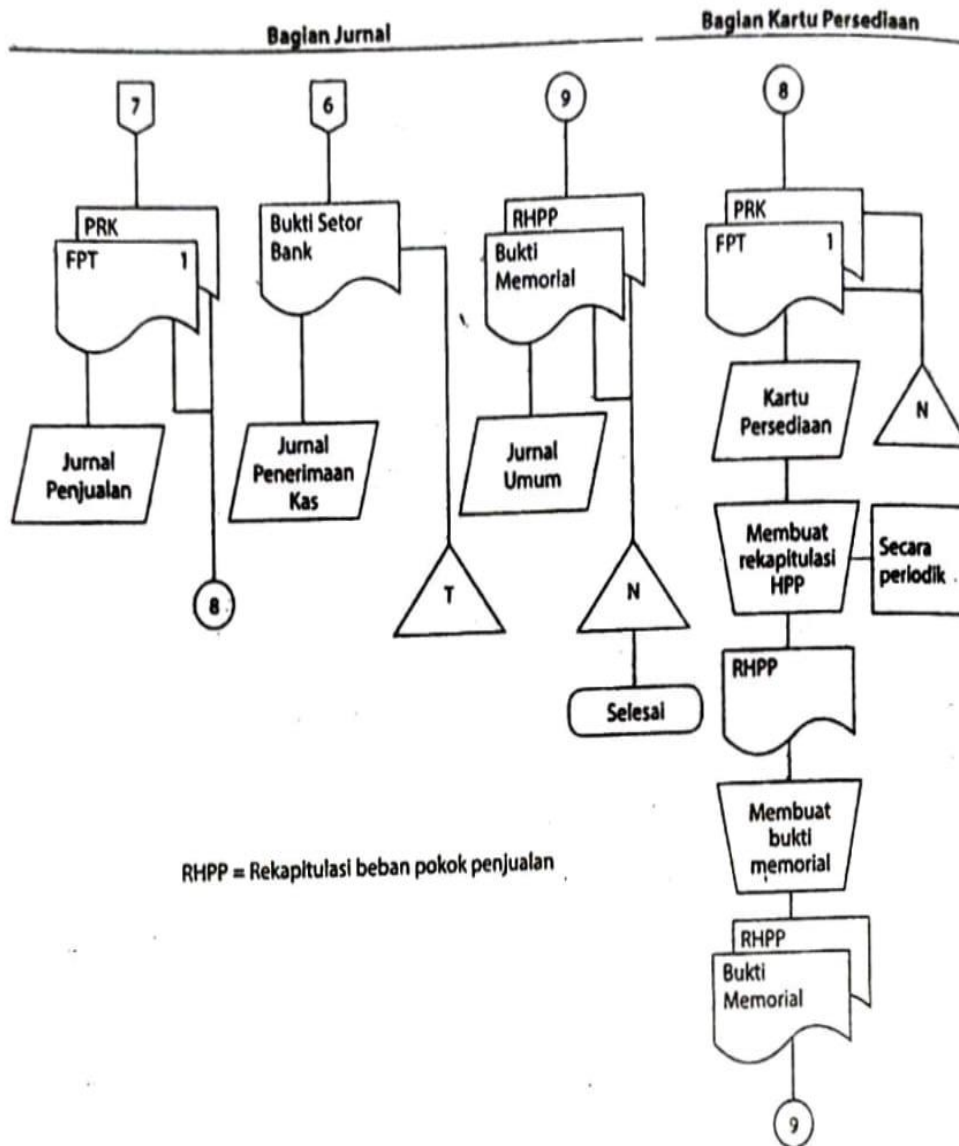 Bagian Jurnal
Bagian Kartu Persediaan
7
6
9
8
PRK
FPT 1
Bukti Setor
Bank
RHPP
Bukti
Memorial
PRK
FPT 1
Jurnal
Penjualan
Jurnal
Penerimaan
Kas
Jurnal
Umum
Kartu
Persediaan
N
Membuat
rekapitulasi
HPP
Secara
periodik
8
T
N
Selesai
RHPP
Membuat
bukti
memorial
RHPP = Rekapitulasi beban pokok penjualan
RHPP
Bukti
Memorial
9